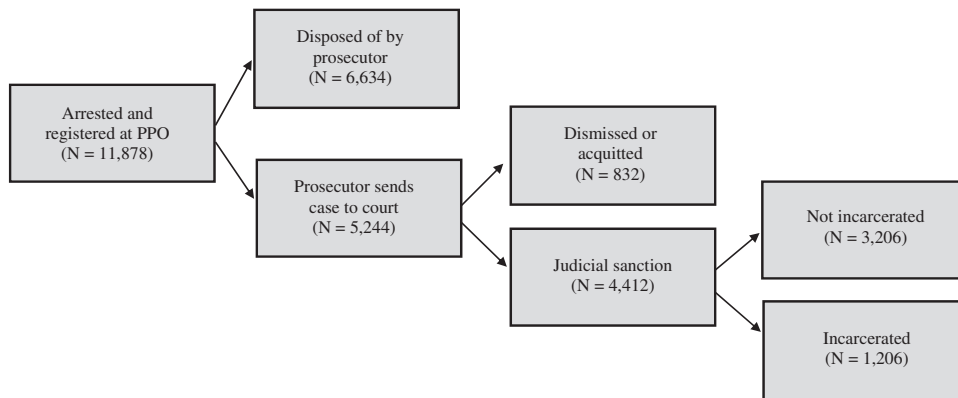 Disposed of by
prosecutor
(N = 6,634)
Arrested and
registered at PPO
(N = 11,878)
Dismissed or
acquitted
(N = 832)
Prosecutor sends
case to court
(N = 5,244)
Not incarcerated
(N = 3,206)
Judicial sanction
(N = 4,412)
Incarcerated
(N = 1,206)